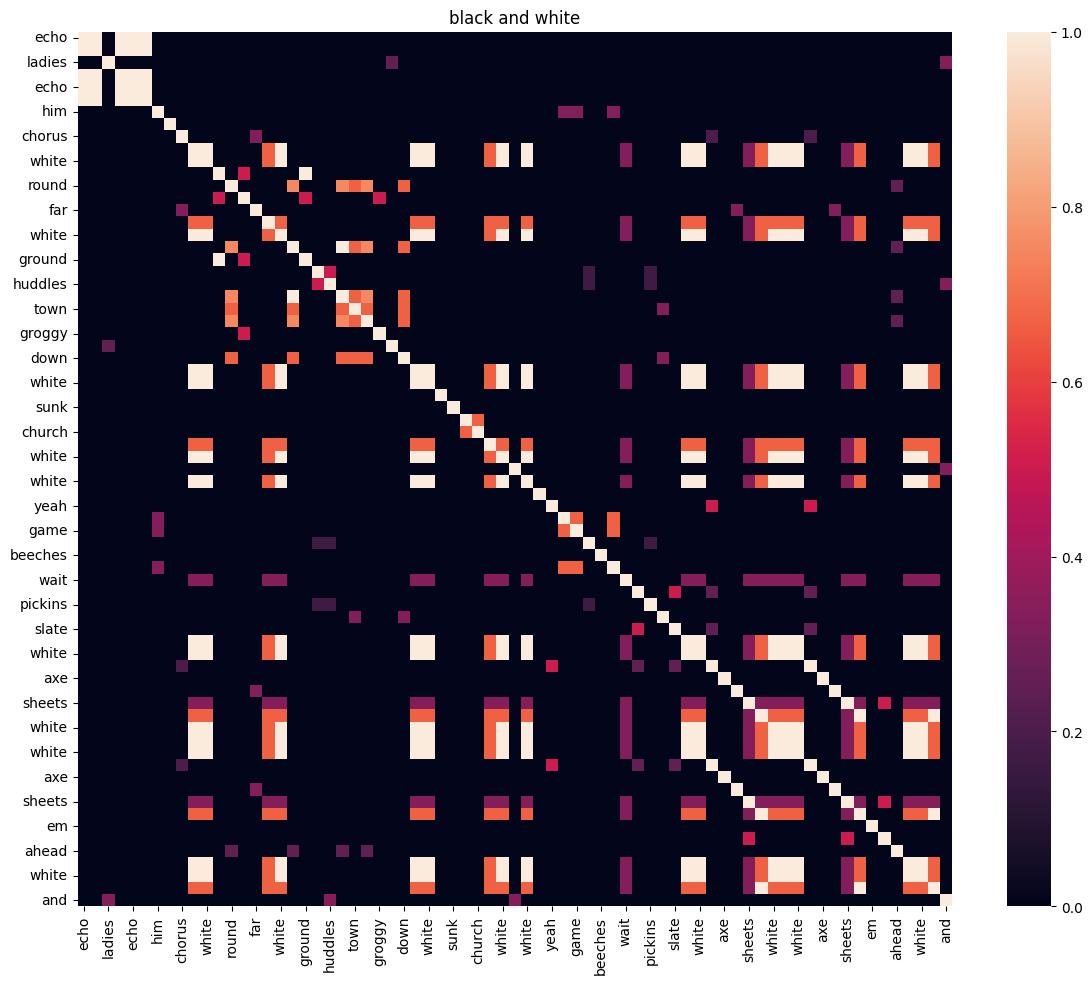 black and white
echo
ladies
echo
him
chorus
white
round
far
white
ground
huddles
town
groggy
down
white
sunk
church
white
white
yeah
game
beeches
wait
pickins
slate
white
axe
sheets
white
white
axe
sheets
em
ahead
white
and
echo
ladies
echo
him
chorus
white
round
far
white
ground
huddles
town
groggy
down
white
sunk
church
white
white
yeah
game
beeches
wait
pickins
slate
white
axe
sheets
white
white
axe
sheets
em
ahead
white
and
1.0
0.8
0.6
0.4
0.2
0.0